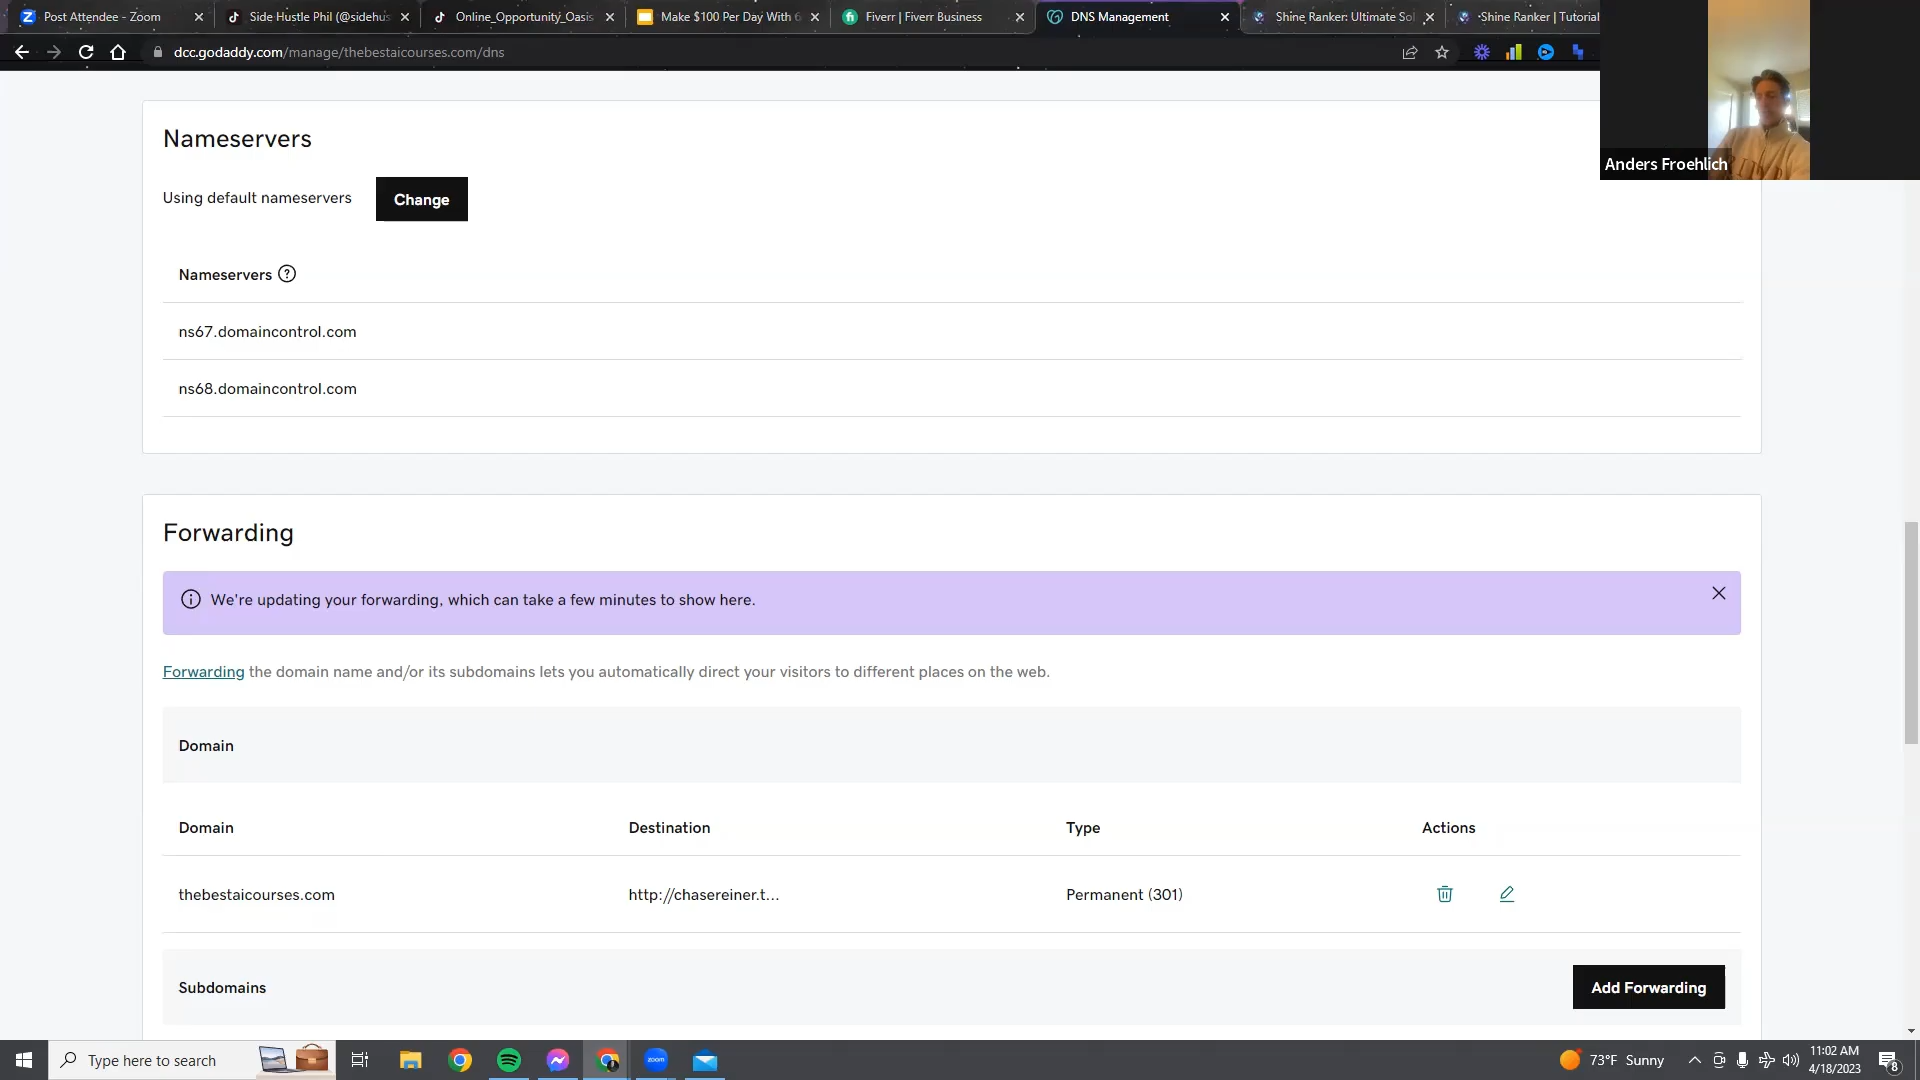 Post Attendee - Zoom
Side Hustle Phil (@sidehus
Online_Opportunity_Oasis
Make $100 Per Day With 6
Fiverr | Fiverr Business
DNS Management
Shine Ranker: Ultimate Sol
Shine Ranker | Tutorial
dcc.godaddy.com/manage/thebestaicourses.com/dns
Anders Froehlich
Nameservers
Using default nameservers
Change
Nameservers
ns67.domaincontrol.com
ns68.domaincontrol.com
Forwarding
We're updating your forwarding, which can take a few minutes to show here.
Forwarding the domain name and/or its subdomains lets you automatically direct your visitors to different places on the web.
Domain
Domain Destination Type Actions
thebestaicourses.com http://chasereiner.t... Permanent (301)
Subdomains
Add Forwarding
Type here to search
zoom
73°F Sunny
11:02 AM
4/18/2023
8